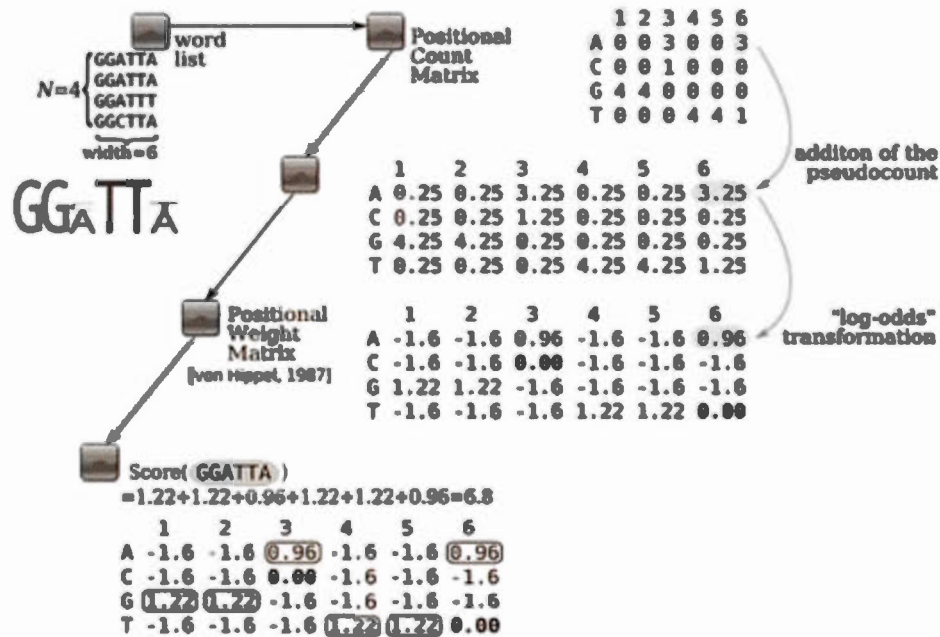 word
list
N=4
GGATTA
GGATTA
GGATTT
GGCTTA
width=6
GGTATTA
Positional
Count
Matrix
1 2 3 4 5 6
A 0 0 3 0 0 3
C 0 0 1 0 0 0
G 4 4 0 0 0 0
T 0 0 0 4 4 1
additon of the
pseudocount
1 2 3 4 5 6
A 0.25 0.25 3.25 0.25 0.25 3.25
C 0.25 0.25 1.25 0.25 0.25 0.25
G 4.25 4.25 0.25 0.25 0.25 0.25
T 0.25 0.25 0.25 4.25 4.25 1.25
Positional
Weight
Matrix
[von Hippel, 1987]
"log-odds"
transformation
1 2 3 4 5 6
A -1.6 -1.6 0.96 -1.6 -1.6 0.96
C -1.6 -1.6 0.00 -1.6 -1.6 -1.6
G 1.22 1.22 -1.6 -1.6 -1.6 -1.6
T -1.6 -1.6 -1.6 1.22 1.22 0.00
Score( GGATTA )
=1.22+1.22+0.96+1.22+1.22+0.96=6.8
1 2 3 4 5 6
A -1.6 -1.6 0.96 -1.6 -1.6 0.96
C -1.6 -1.6 0.00 -1.6 -1.6 -1.6
G 1.22 1.22 -1.6 -1.6 -1.6 -1.6
T -1.6 -1.6 -1.6 1.22 1.22 0.00